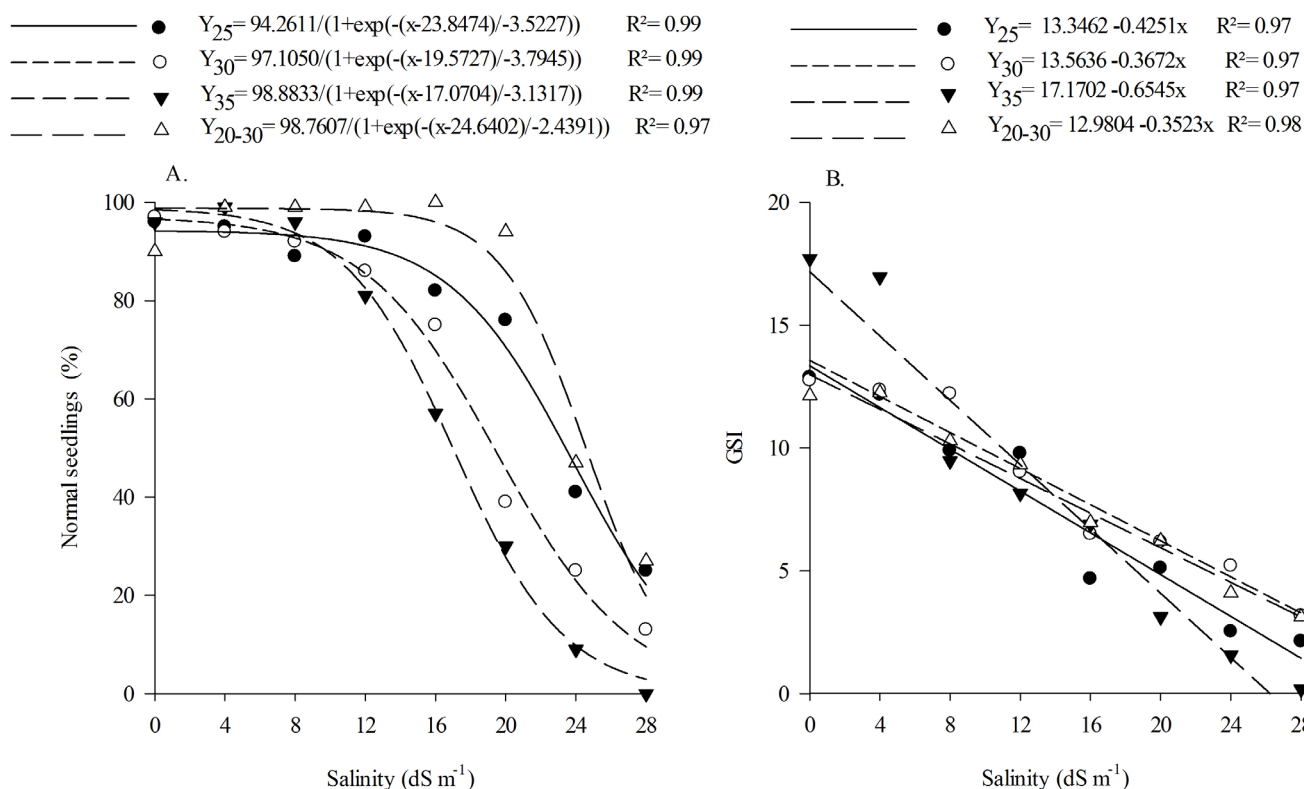 Y25= 94.2611/(1+exp(-(x-23.8474)/-3.5227)) R²= 0.99
Y30= 97.1050/(1+exp(-(x-19.5727/-3.7945)) R²= 0.99
Y35= 98.8833/(1+exp(-(x-17.0704)/-3.1317)) R²= 0.99
Y20-30= 98.7607/(1+exp(-(x-24.6402)/-2.4391)) R²= 0.97
A.
100
80
60
40
20
0
Normal seedlings (%)
0 4 8 12 16 20 24 28
Salinity (dS m⁻¹)
Y25= 13.3462 -0.4251x R²= 0.97
Y30= 13.5636 -0.3672x R²= 0.97
Y35= 17.1702 -0.6545x R²= 0.97
Y20-30= 12.9804 -0.3523x R²= 0.98
B.
20
15
10
5
0
GSI
0 4 8 12 16 20 24 28
Salinity (dS m⁻¹)